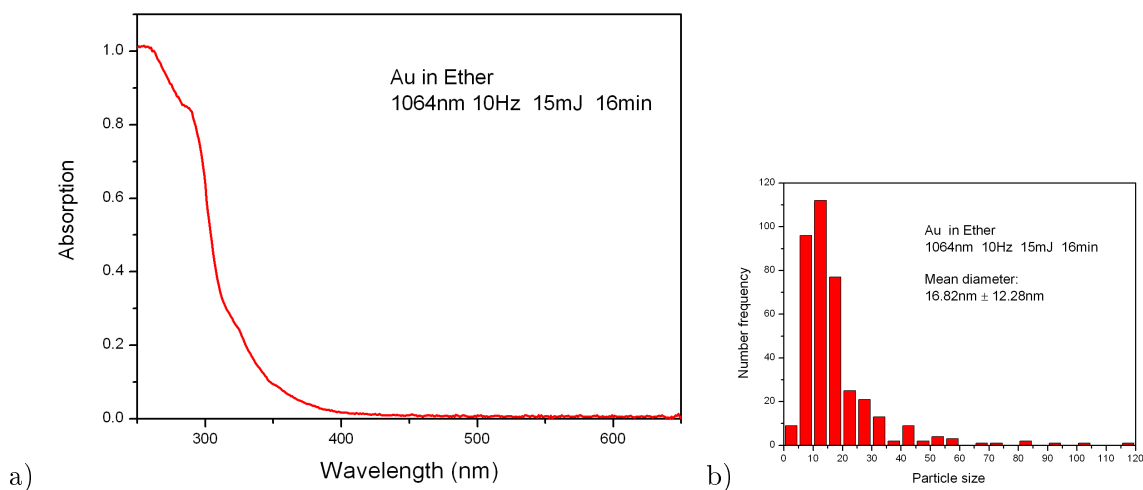 1.0
0.8
0.6
0.4
0.2
0.0
Absorption
Au in Ether
1064nm 10Hz 15mJ 16min
300 400 500 600
Wavelength (nm)
a)
120
100
80
60
40
20
0
Number frequency
Au in Ether
1064nm 10Hz 15mJ 16min
Mean diameter:
16.82nm ± 12.28nm
0 10 20 30 40 50 60 70 80 90 100 110 120
Particle size
b)